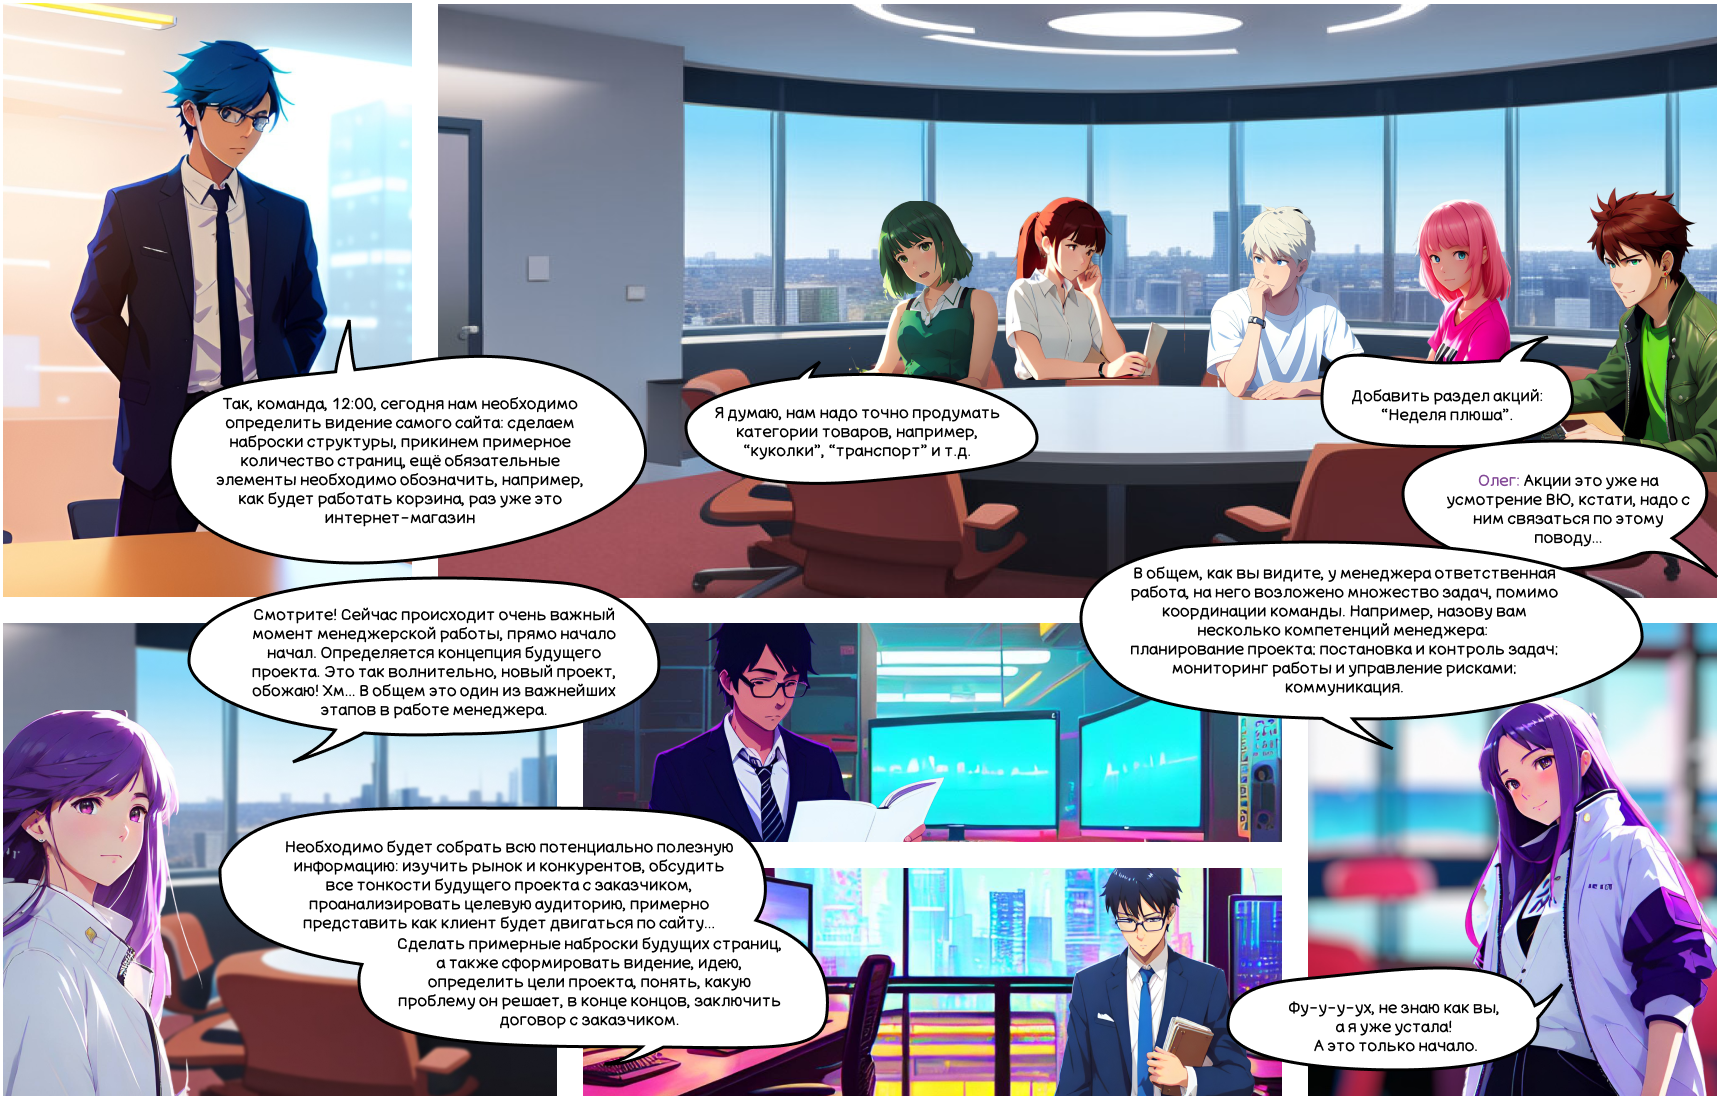 Так, команда, 12:00, сегодня нам необходимо
определить видение самого сайта: сделаем
наброски структуры, прикинем примерное
количество страниц, ещё обязательные
элементы необходимо обозначить, например,
как будет работать корзина, раз уже это
интернет-магазин
Я думаю, нам надо точно продумать
категории товаров, например,
“куколки”, “транспорт” и т.д.
Добавить раздел акций:
“Неделя плюша”.
Олег: Акции это уже на
усмотрение ВЮ, кстати, надо с
ним связаться по этому
поводу...
Смотрите! Сейчас происходит очень важный
момент менеджерской работы, прямо начало
начал. Определяется концепция будущего
проекта. Это так волнительно, новый проект,
обожаю! Хм... В общем это один из важнейших
этапов в работе менеджера.
Необходимо будет собрать всю потенциально полезную
информацию: изучить рынок и конкурентов, обсудить
все тонкости будущего проекта с заказчиком,
проанализировать целевую аудиторию, примерно
представить как клиент будет двигаться по сайту...
Сделать примерные наброски будущих страниц,
а также сформировать видение, идею,
определить цели проекта, понять, какую
проблему он решает, в конце концов, заключить
договор с заказчиком.
В общем, как вы видите, у менеджера ответственная
работа, на него возложено множество задач, помимо
координации команды. Например, назову вам
несколько компетенций менеджера:
планирование проекта; постановка и контроль задач;
мониторинг работы и управление рисками;
коммуникация.
Фу-у-у-ух, не знаю как вы,
а я уже устала!
А это только начало.